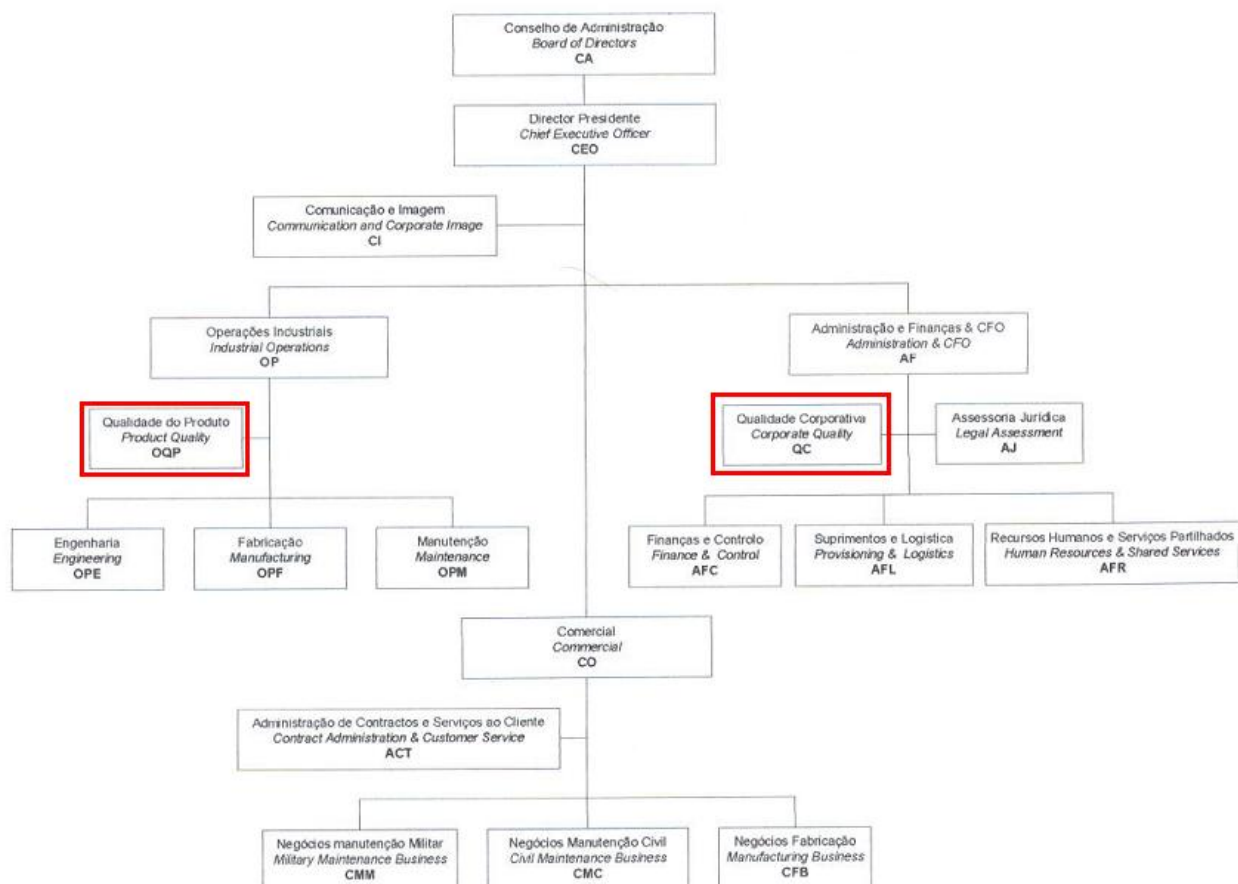 Conselho de Administração
Board of Directors
CA
Director Presidente
Chief Executive Officer
CEO
Comunicação e Imagem
Communication and Corporate Image
CI
Operações Industriais
Industrial Operations
OP
Administração e Finanças & CFO
Administration & CFO
AF
Qualidade do Produto
Product Quality
OQP
Qualidade Corporativa
Corporate Quality
QC
Assessoria Jurídica
Legal Assessment
AJ
Engenharia
Engineering
OPE
Fabricação
Manufacturing
OPF
Manutenção
Maintenance
OPM
Finanças e Controlo
Finance & Control
AFC
Suprimentos e Logística
Provisioning & Logistics
AFL
Recursos Humanos e Serviços Partilhados
Human Resources & Shared Services
AFR
Comercial
Commercial
CO
Administração de Contractos e Serviços ao Cliente
Contract Administration & Customer Service
ACT
Negócios manutenção Militar
Military Maintenance Business
CMM
Negócios Manutenção Civil
Civil Maintenance Business
CMC
Negócios Fabricação
Manufacturing Business
CFB